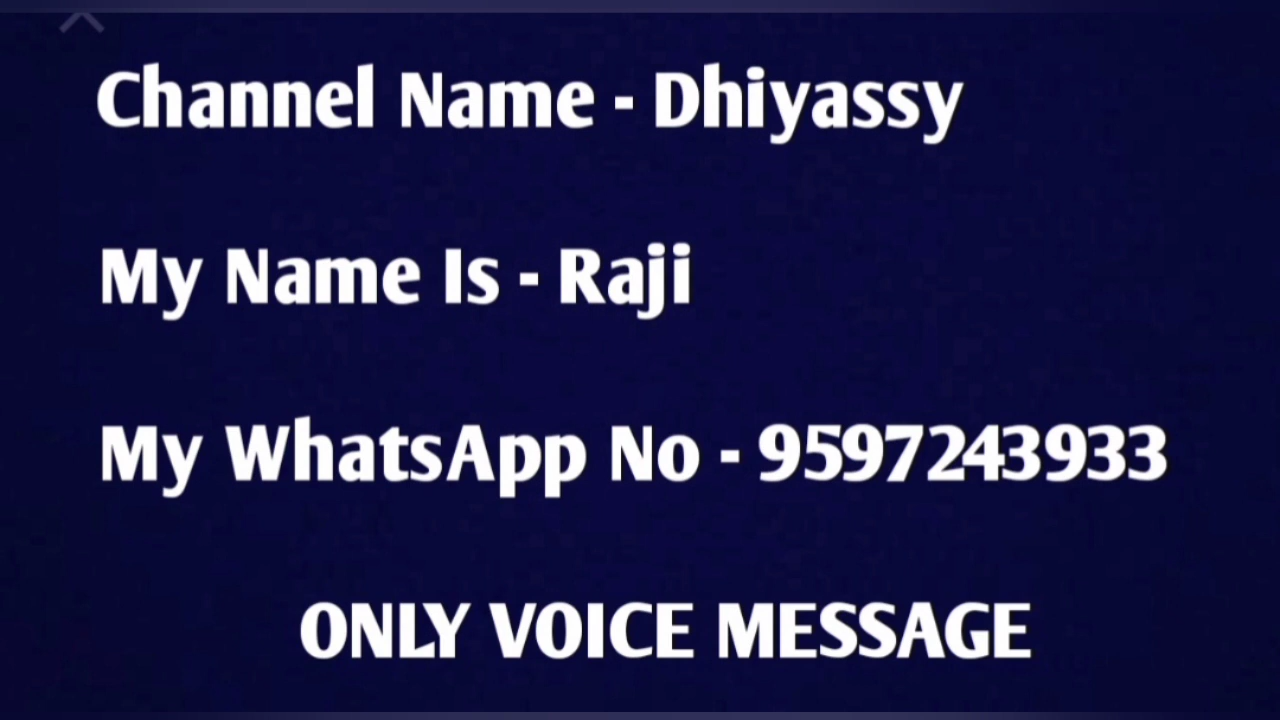 Channel Name - Dhiyassy
My Name Is - Raji
My WhatsApp No - 9597243933
ONLY VOICE MESSAGE